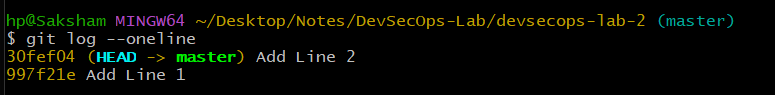 hp@Saksham MINGW64 ~/Desktop/Notes/DevSecOps-Lab/devsecops-lab-2 (master)
$ git log --oneline
30fef04 (HEAD -> master) Add Line 2
997f21e Add Line 1